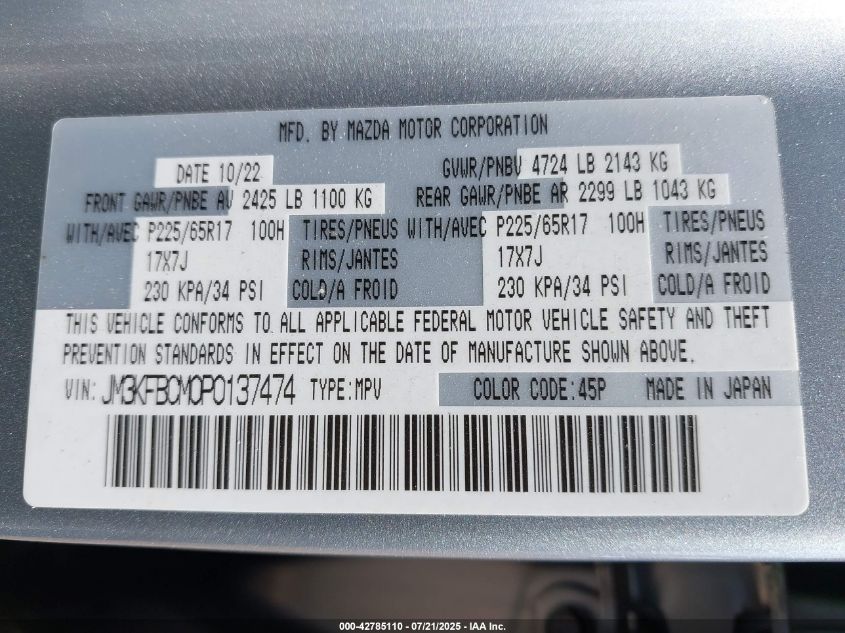 MFD. BY MAZDA MOTOR CORPORATION
DATE 10/22 GVWR/PNBV 4724 LB 2143 KG
FRONT GAWR/PNBE AV 2425 LB 1100 KG REAR GAWR/PNBE AR 2299 LB 1043 KG
WITH/AVEC P225/65R17 100H TIRES/PNEUS WITH/AVEC P225/65R17 100H TIRES/PNEUS
17X7J RIMS/JANTES 17X7J RIMS/JANTES
230 KPA/34 PSI COLD/A FROID 230 KPA/34 PSI COLD/A FROID
THIS VEHICLE CONFORMS TO ALL APPLICABLE FEDERAL MOTOR VEHICLE SAFETY AND THEFT
PREVENTION STANDARDS IN EFFECT ON THE DATE OF MANUFACTURE SHOWN ABOVE.
VIN: JM3KFBCM0P0137474 TYPE:MPV COLOR CODE:45P MADE IN JAPAN
000-42785110 - 07/21/2025 - IAA Inc.